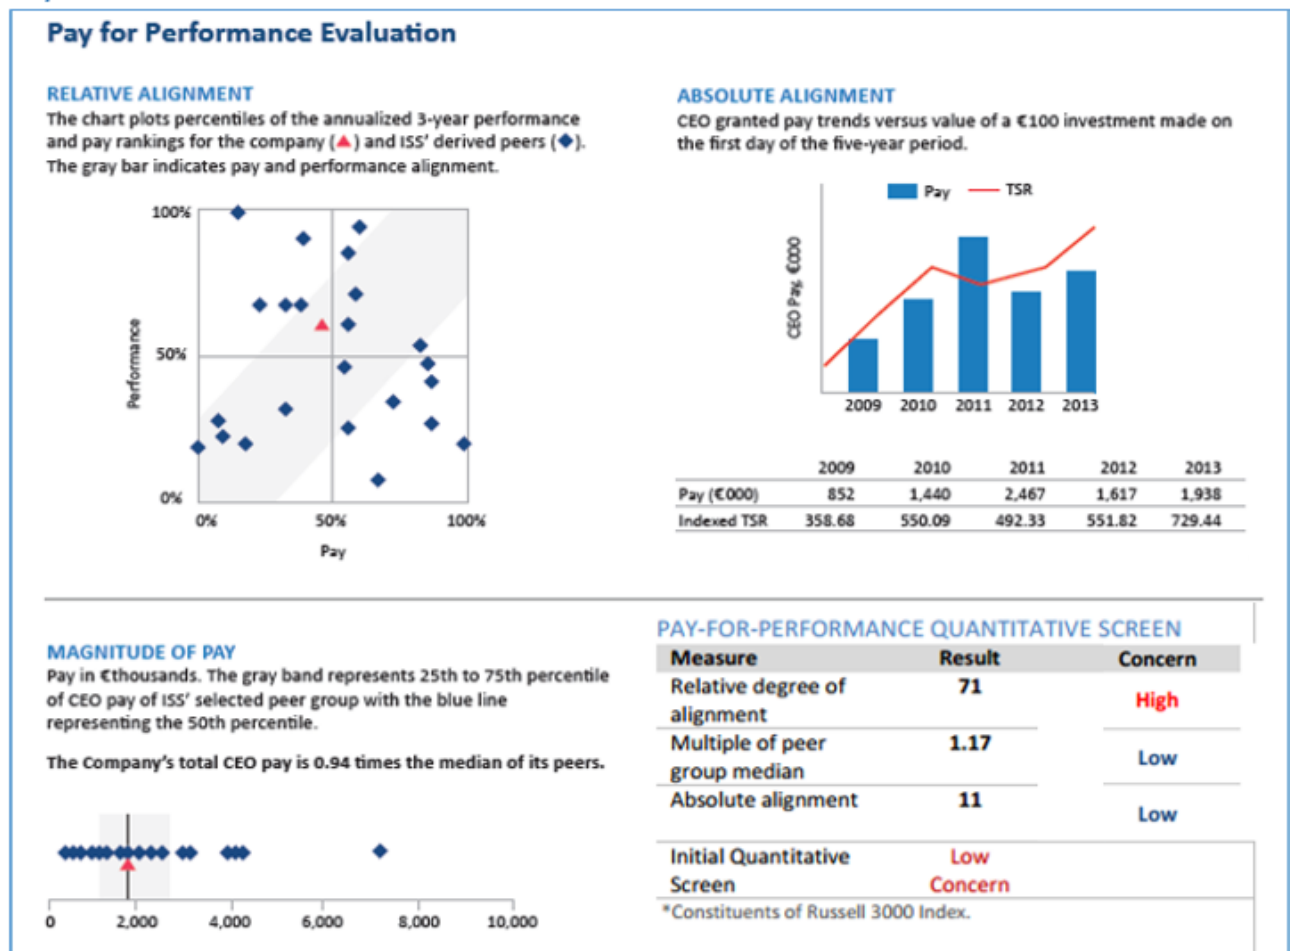 Pay for Performance Evaluation
RELATIVE ALIGNMENT
The chart plots percentiles of the annualized 3-year performance
and pay rankings for the company (▲) and ISS' derived peers (◆).
The gray bar indicates pay and performance alignment.
100%
50%
0%
Performance
0% 50% 100%
Pay
ABSOLUTE ALIGNMENT
CEO granted pay trends versus value of a €100 investment made on
the first day of the five-year period.
Pay TSR
CEO Pay, €000
2009 2010 2011 2012 2013
2009 2010 2011 2012 2013
Pay (€000) 852 1,440 2,467 1,617 1,938
Indexed TSR 358.68 550.09 492.33 551.82 729.44
MAGNITUDE OF PAY
Pay in €thousands. The gray band represents 25th to 75th percentile
of CEO pay of ISS' selected peer group with the blue line
representing the 50th percentile.
The Company's total CEO pay is 0.94 times the median of its peers.
0 2,000 4,000 6,000 8,000 10,000
PAY-FOR-PERFORMANCE QUANTITATIVE SCREEN
Measure Result Concern
Relative degree of 71 High
alignment
Multiple of peer 1.17 Low
group median
Absolute alignment 11 Low
Initial Quantitative Low
Screen Concern
*Constituents of Russell 3000 Index.